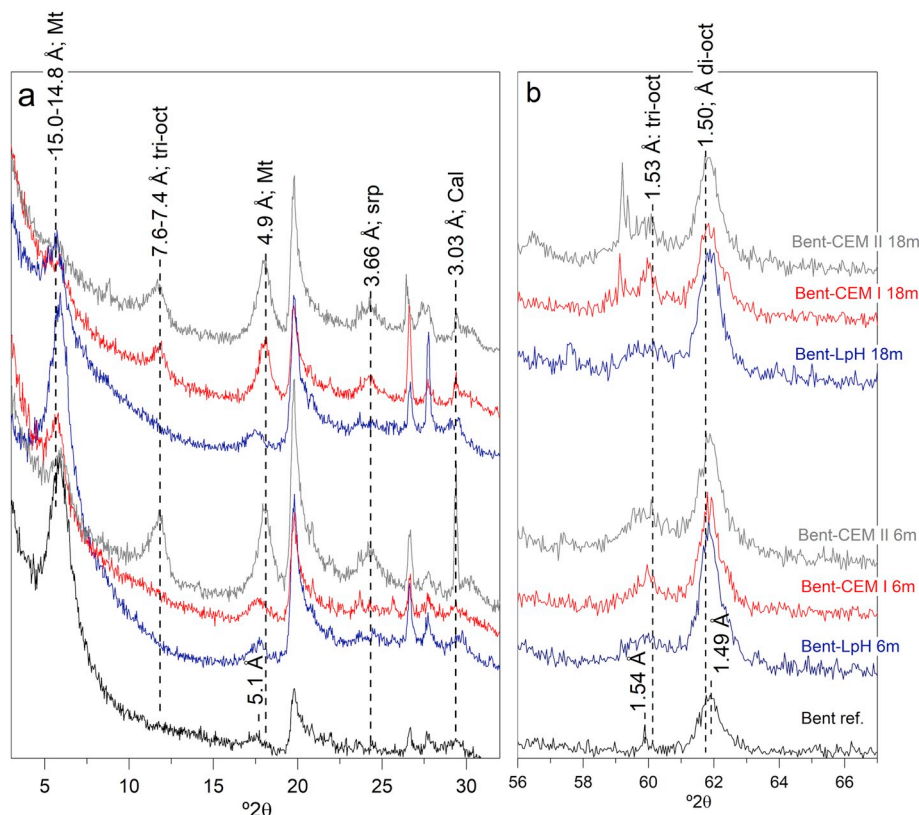 a
15.0-14.8 Å; Mt
7.6-7.4 Å; tri-oct
4.9 Å; Mt
3.66 Å; srp
3.03 Å; Cal
5.1 Å
5 10 15 20 25 30
º2θ
b
1.53 Å: tri-oct
1.50; Å di-oct
Bent-CEM II 18m
Bent-CEM I 18m
Bent-LpH 18m
Bent-CEM II 6m
Bent-CEM I 6m
Bent-LpH 6m
1.54 Å
1.49 Å
Bent ref.
56 58 60 62 64 66
º2θ